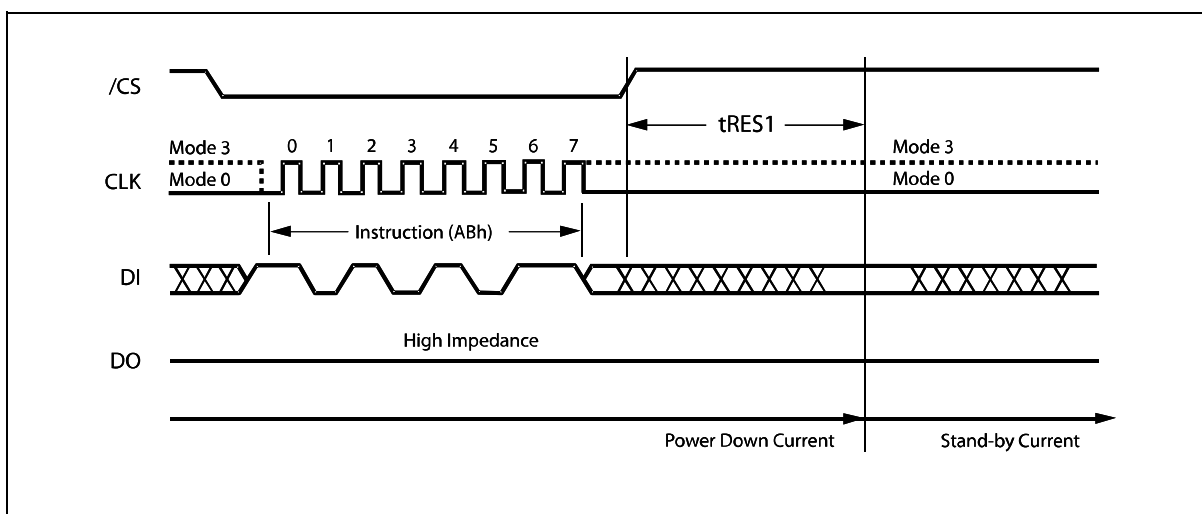 /CS
tRES1
Mode 3 0 1 2 3 4 5 6 7 Mode 3
CLK Mode 0 Mode 0
Instruction (ABh)
DI
High Impedance
DO
Power Down Current Stand-by Current